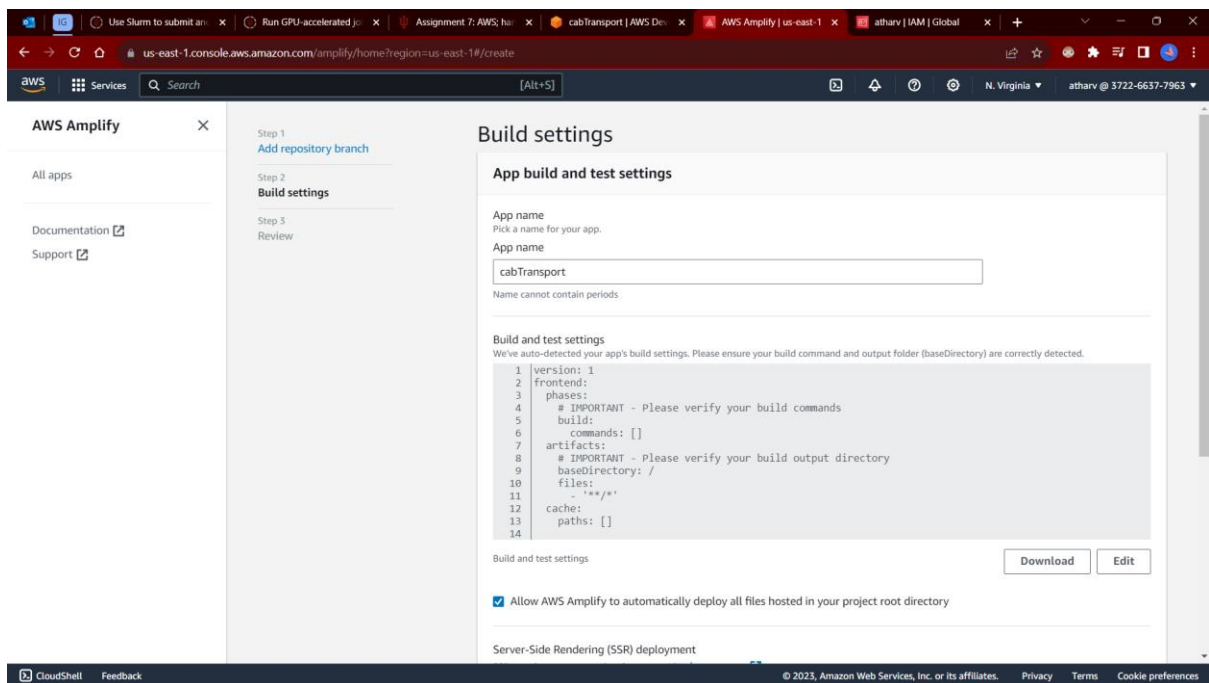 IG
Use Slurm to submit an
Run GPU-accelerated jo
Assignment 7: AWS; har
cabTransport | AWS Dev
AWS Amplify | us-east-1
atharv | IAM | Global
us-east-1.console.aws.amazon.com/amplify/home?region=us-east-1#/create
aws
Services
Search
[Alt+S]
N. Virginia
atharv @ 3722-6637-7963
AWS Amplify
All apps
Documentation
Support
Step 1
Add repository branch
Step 2
Build settings
Step 3
Review
Build settings
App build and test settings
App name
Pick a name for your app.
App name
cabTransport
Name cannot contain periods
Build and test settings
We've auto-detected your app's build settings. Please ensure your build command and output folder (baseDirectory) are correctly detected.
1 version: 1
2 frontend:
3 phases:
4 # IMPORTANT - Please verify your build commands
5 build:
6 commands: []
7 artifacts:
8 # IMPORTANT - Please verify your build output directory
9 baseDirectory: /
10 files:
11 - '**/*'
12 cache:
13 paths: []
14
Build and test settings
Download
Edit
Allow AWS Amplify to automatically deploy all files hosted in your project root directory
Server-Side Rendering (SSR) deployment
CloudShell
Feedback
© 2023, Amazon Web Services, Inc. or its affiliates.
Privacy
Terms
Cookie preferences